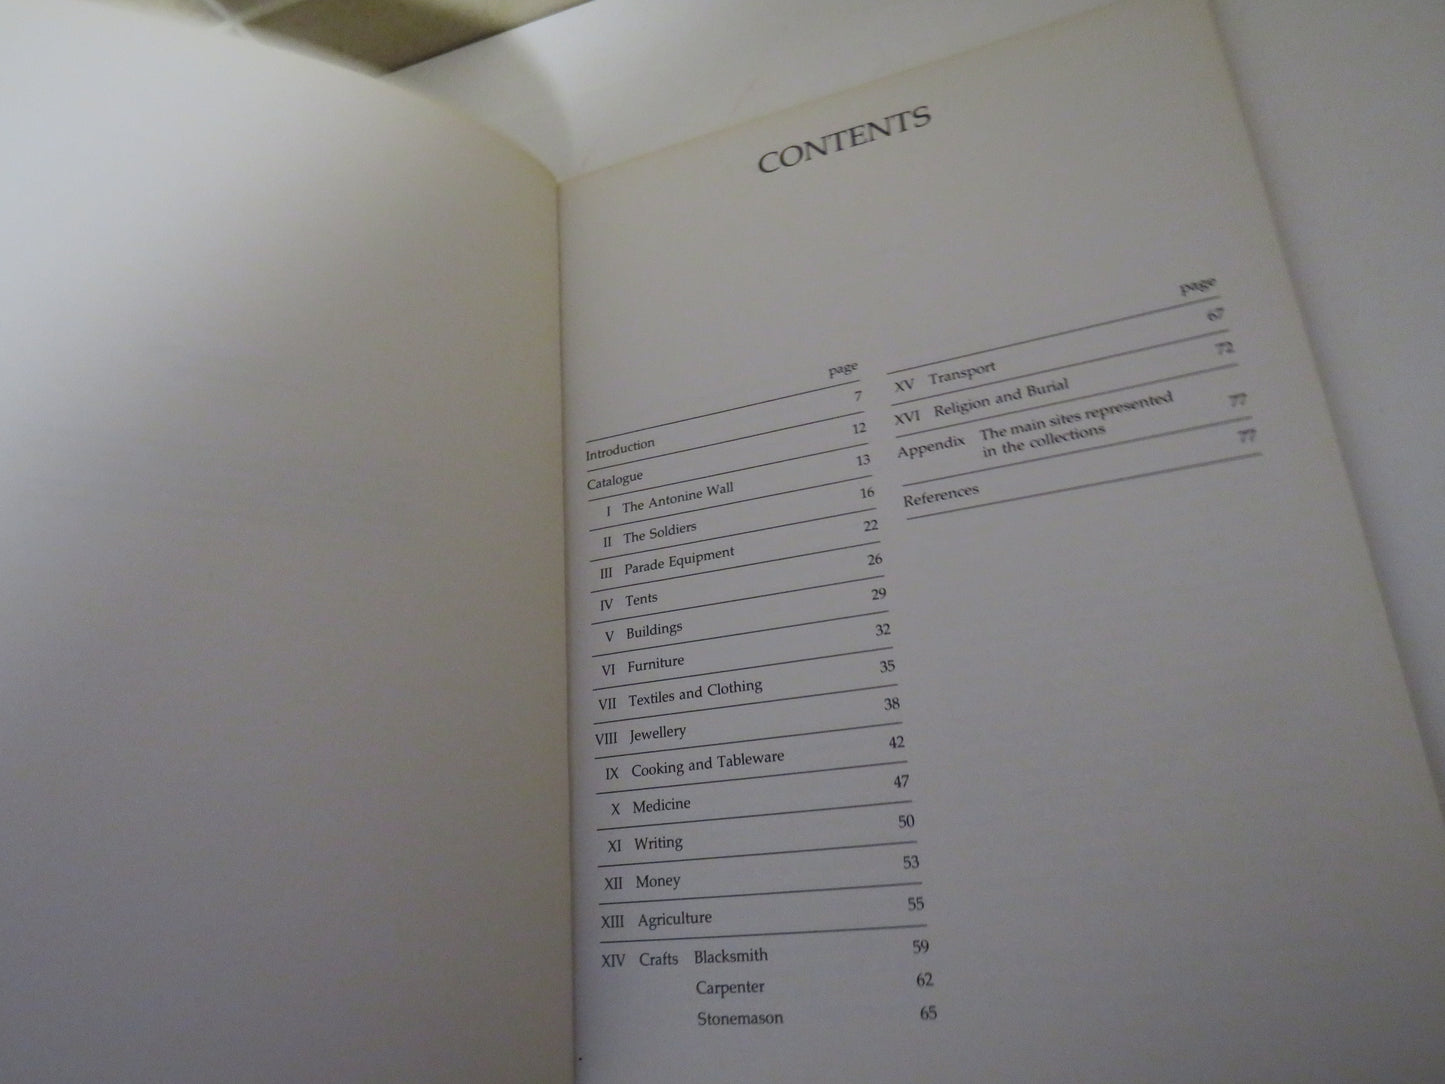 CONTENTS
page
Introduction 7
Catalogue 12
I The Antonine Wall 13
II The Soldiers 16
III Parade Equipment 22
IV Tents 26
V Buildings 29
VI Furniture 32
VII Textiles and Clothing 35
VIII Jewellery 38
IX Cooking and Tableware 42
X Medicine 47
XI Writing 50
XII Money 53
XIII Agriculture 55
XIV Crafts Blacksmith 59
Carpenter 62
Stonemason 65
page
XV Transport 67
XVI Religion and Burial 72
Appendix The main sites represented
in the collections 77
References 77